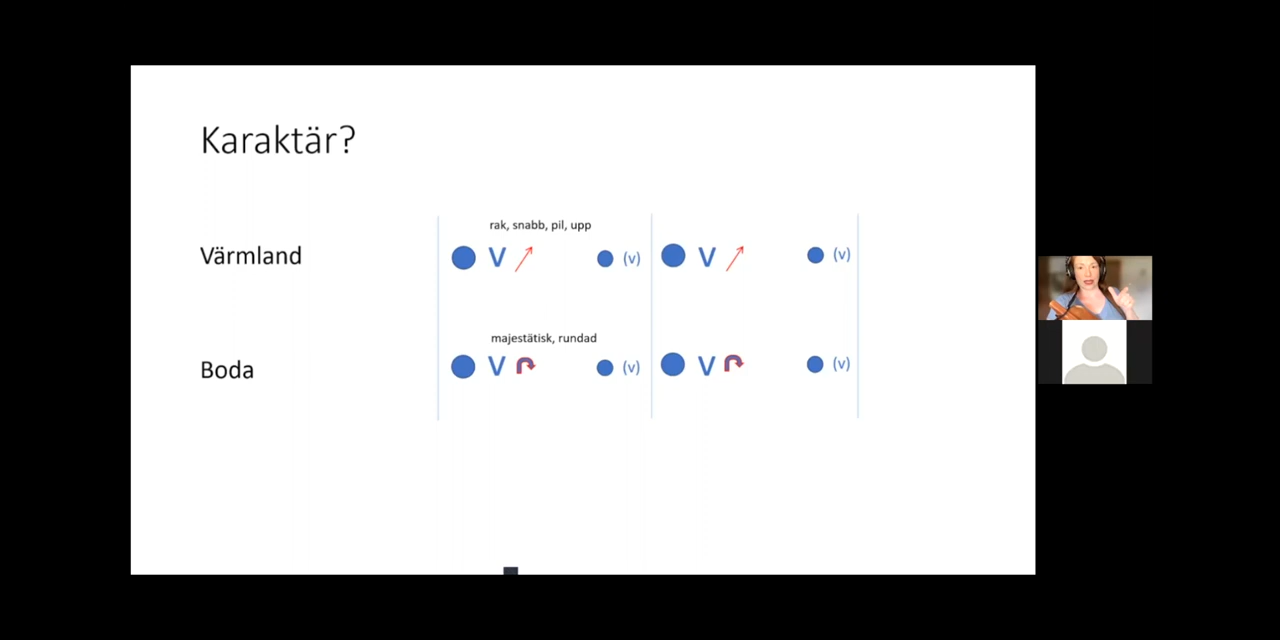 Karaktär?
rak, snabb, pil, upp
Värmland V (v) V (v)
majestätisk, rundad
Boda V (v) V (v)